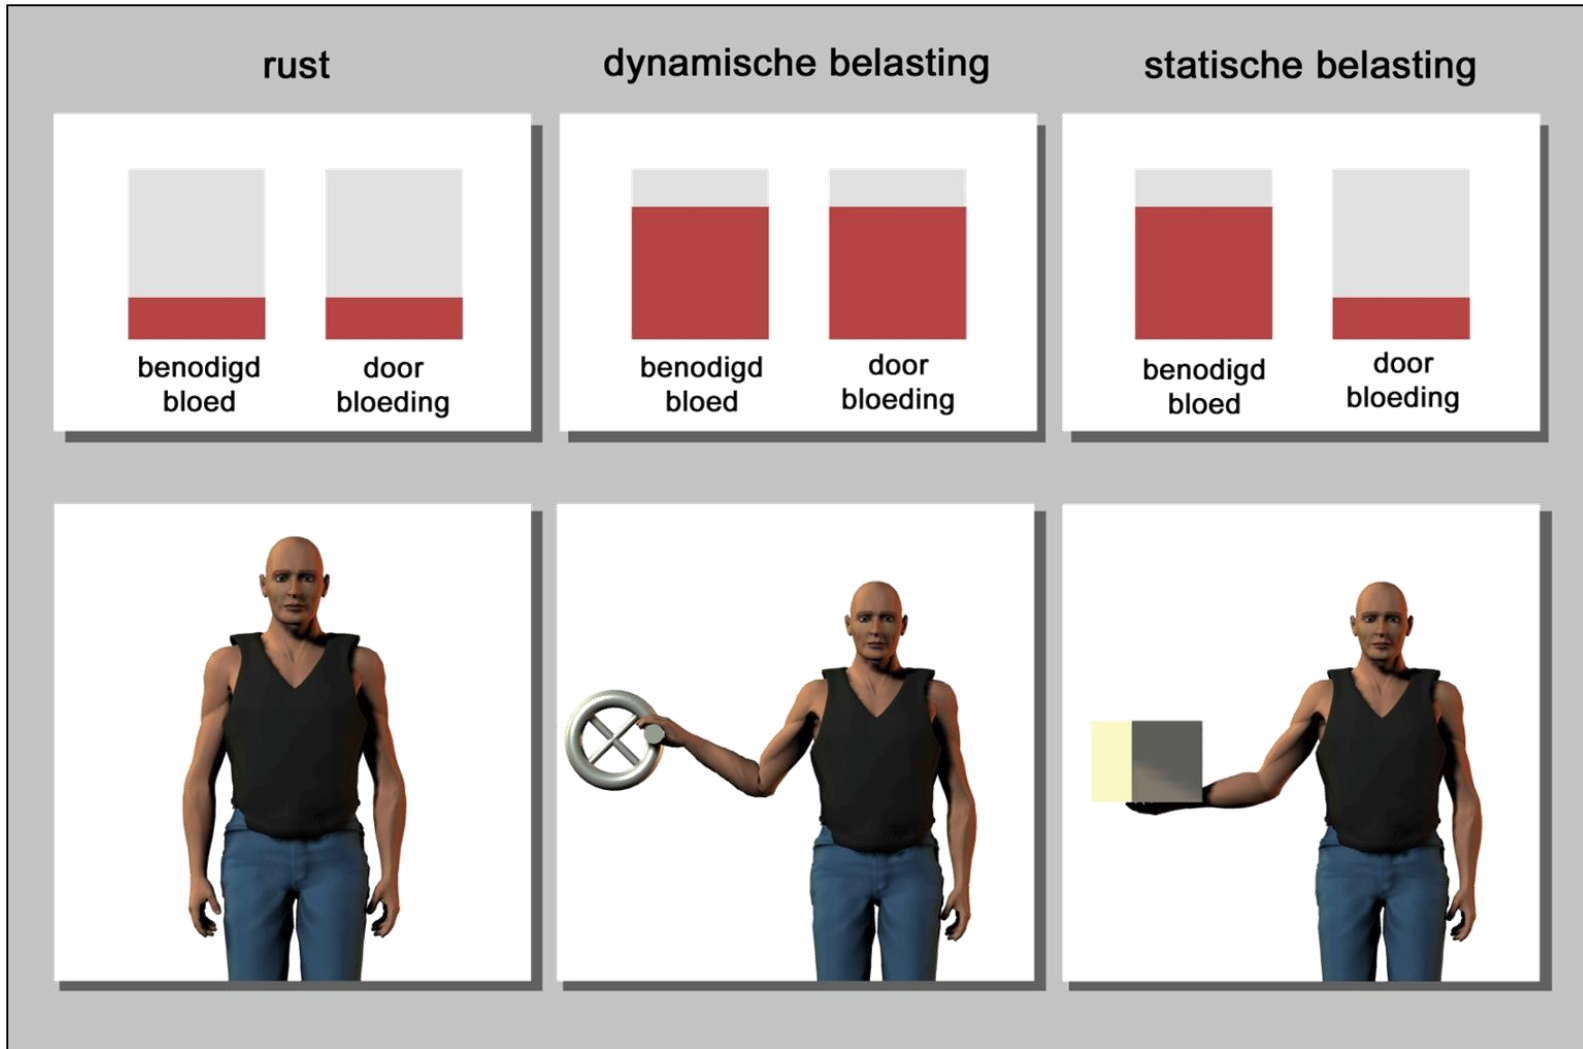 rust
dynamische belasting
statische belasting
benodigd
bloed
door
bloeding
benodigd
bloed
door
bloeding
benodigd
bloed
door
bloeding